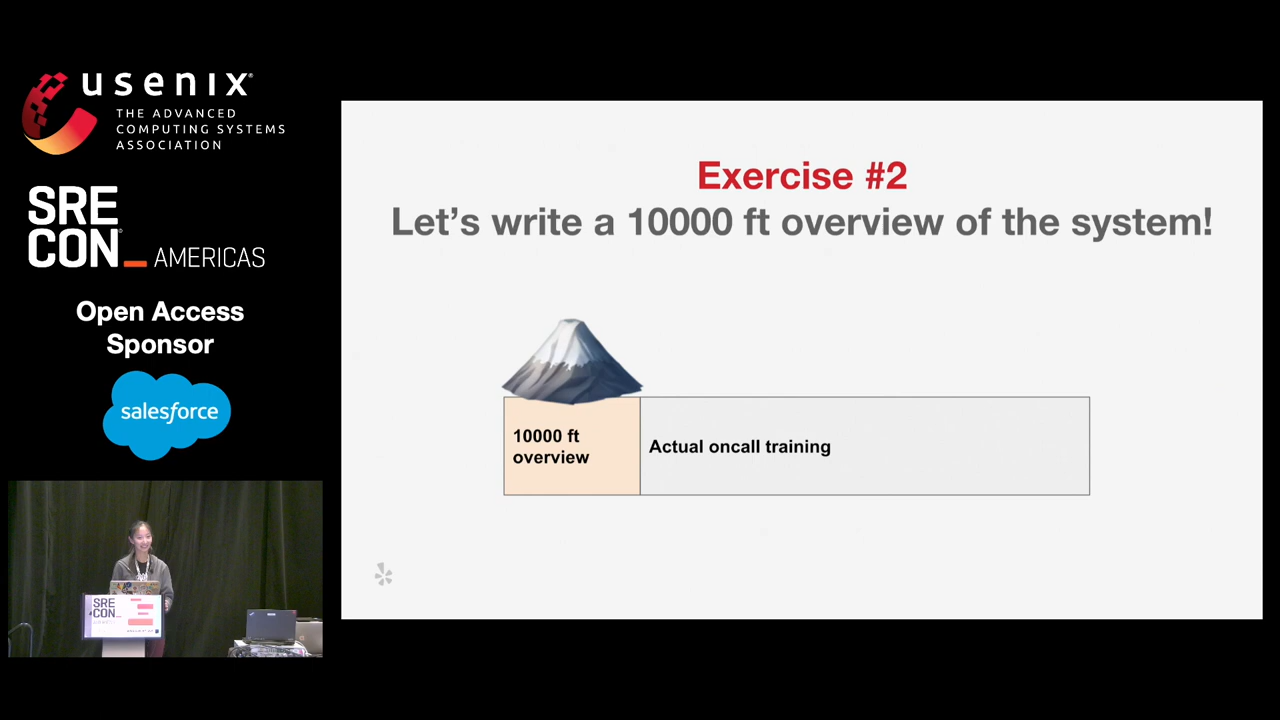 usenix®
THE ADVANCED
COMPUTING SYSTEMS
ASSOCIATION
SRE
CON®_ AMERICAS
Open Access
Sponsor
salesforce
SRE
CON_
Exercise #2
Let's write a 10000 ft overview of the system!
10000 ft
overview
Actual oncall training